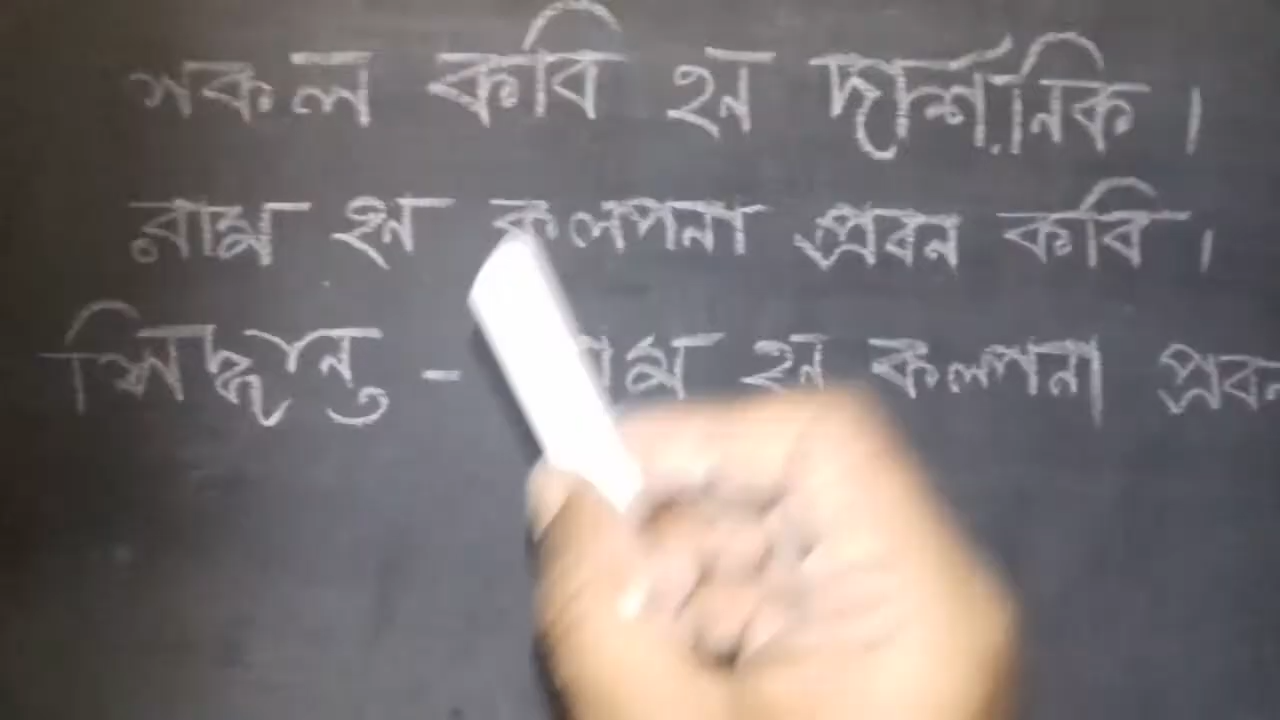 সকল কবি হন দার্শনিক ।
রাম হন কল্পনা প্রবন কবি ।
সিদ্ধান্ত - হন কল্পনা প্রবন